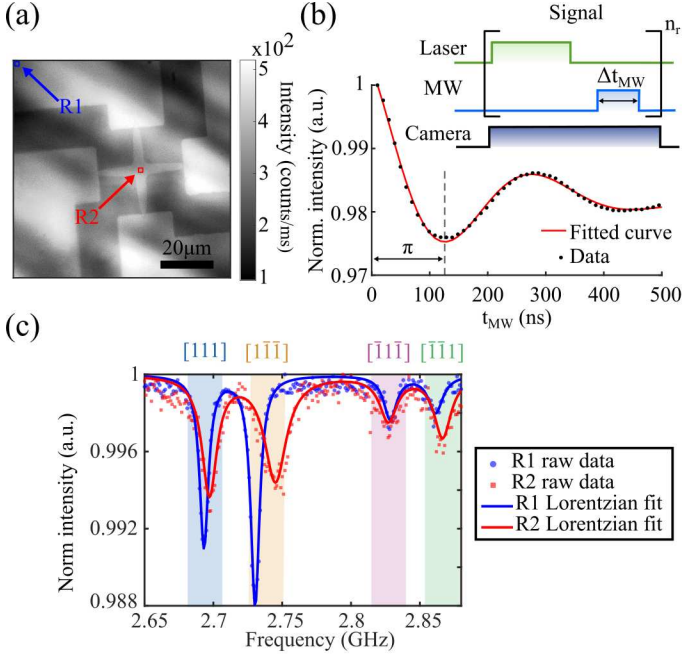 (a)
R1
R2
20μm
x10²
5
4
3
2
1
Intensity (counts/ns)
(b)
Signal
n_r
Laser
MW
Δt_MW
Camera
Norm. intensity (a.u.)
1
0.99
0.98
0.97
π
Fitted curve
Data
0
100
200
300
400
500
t_MW (ns)
(c)
[111]
[11̄1̄]
[1̄11̄]
[1̄1̄1]
Norm intensity (a.u.)
1
0.996
0.992
0.988
2.65
2.7
2.75
2.8
2.85
Frequency (GHz)
R1 raw data
R2 raw data
R1 Lorentzian fit
R2 Lorentzian fit